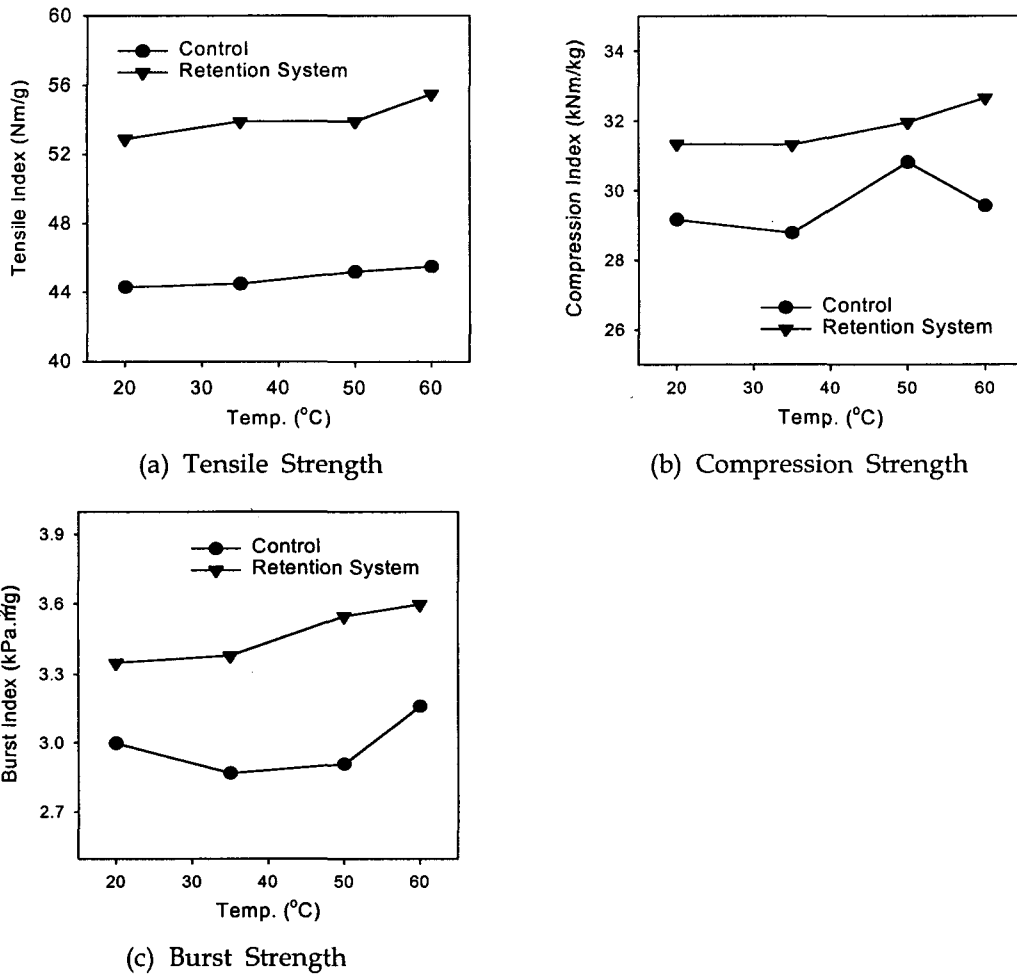 60
56
52
48
44
40
Tensile Index (Nm/g)
Control
Retention System
20 30 40 50 60
Temp. (°C)
(a) Tensile Strength
34
32
30
28
26
Compression Index (kNm/kg)
Control
Retention System
20 30 40 50 60
Temp. (°C)
(b) Compression Strength
3.9
3.6
3.3
3.0
2.7
Burst Index (kPa.㎡/g)
Control
Retention System
20 30 40 50 60
Temp. (°C)
(c) Burst Strength